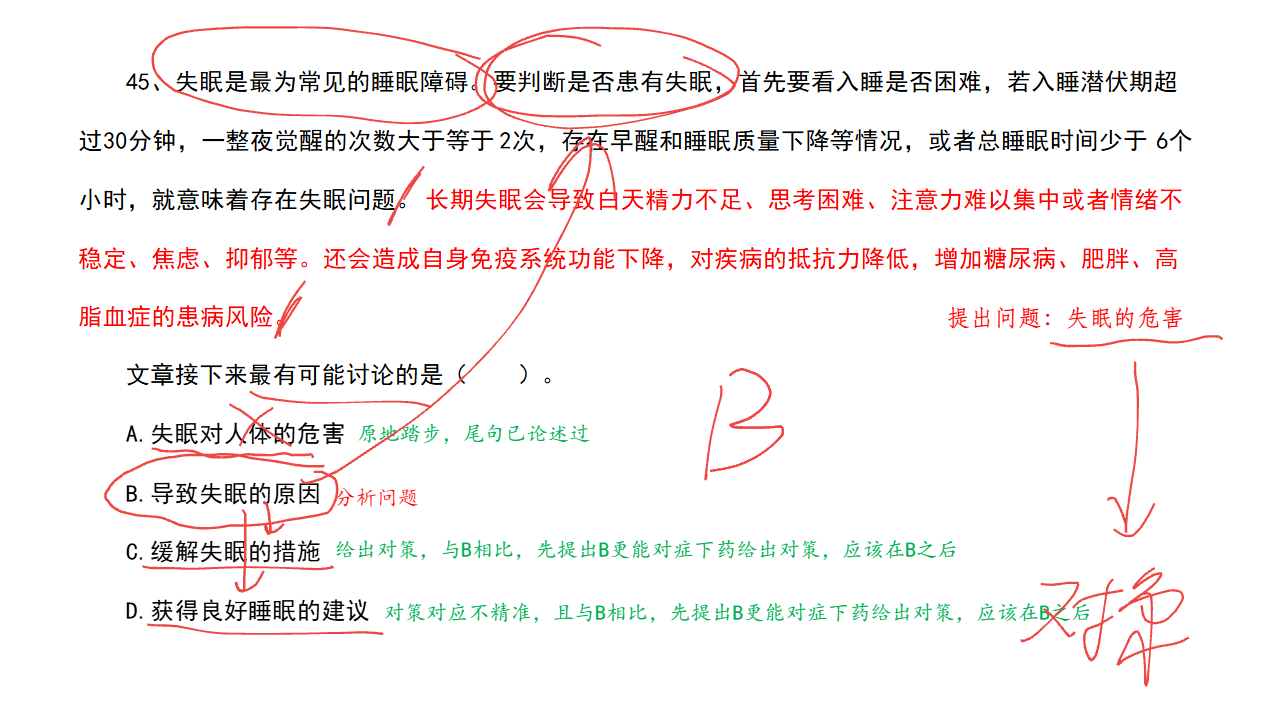 45、失眠是最为常见的睡眠障碍。要判断是否患有失眠，首先要看入睡是否困难，若入睡潜伏期超
过30分钟，一整夜觉醒的次数大于等于2次，存在早醒和睡眠质量下降等情况，或者总睡眠时间少于6个
小时，就意味着存在失眠问题。长期失眠会导致白天精力不足、思考困难、注意力难以集中或者情绪不
稳定、焦虑、抑郁等。还会造成自身免疫系统功能下降，对疾病的抵抗力降低，增加糖尿病、肥胖、高
脂血症的患病风险。
提出问题：失眠的危害
文章接下来最有可能讨论的是（　　）。
A.失眠对人体的危害 原地踏步，尾句已论述过
B
B.导致失眠的原因 分析问题
C.缓解失眠的措施 给出对策，与B相比，先提出B更能对症下药给出对策，应该在B之后
D.获得良好睡眠的建议 对策对应不精准，且与B相比，先提出B更能对症下药给出对策，应该在B之后
对策